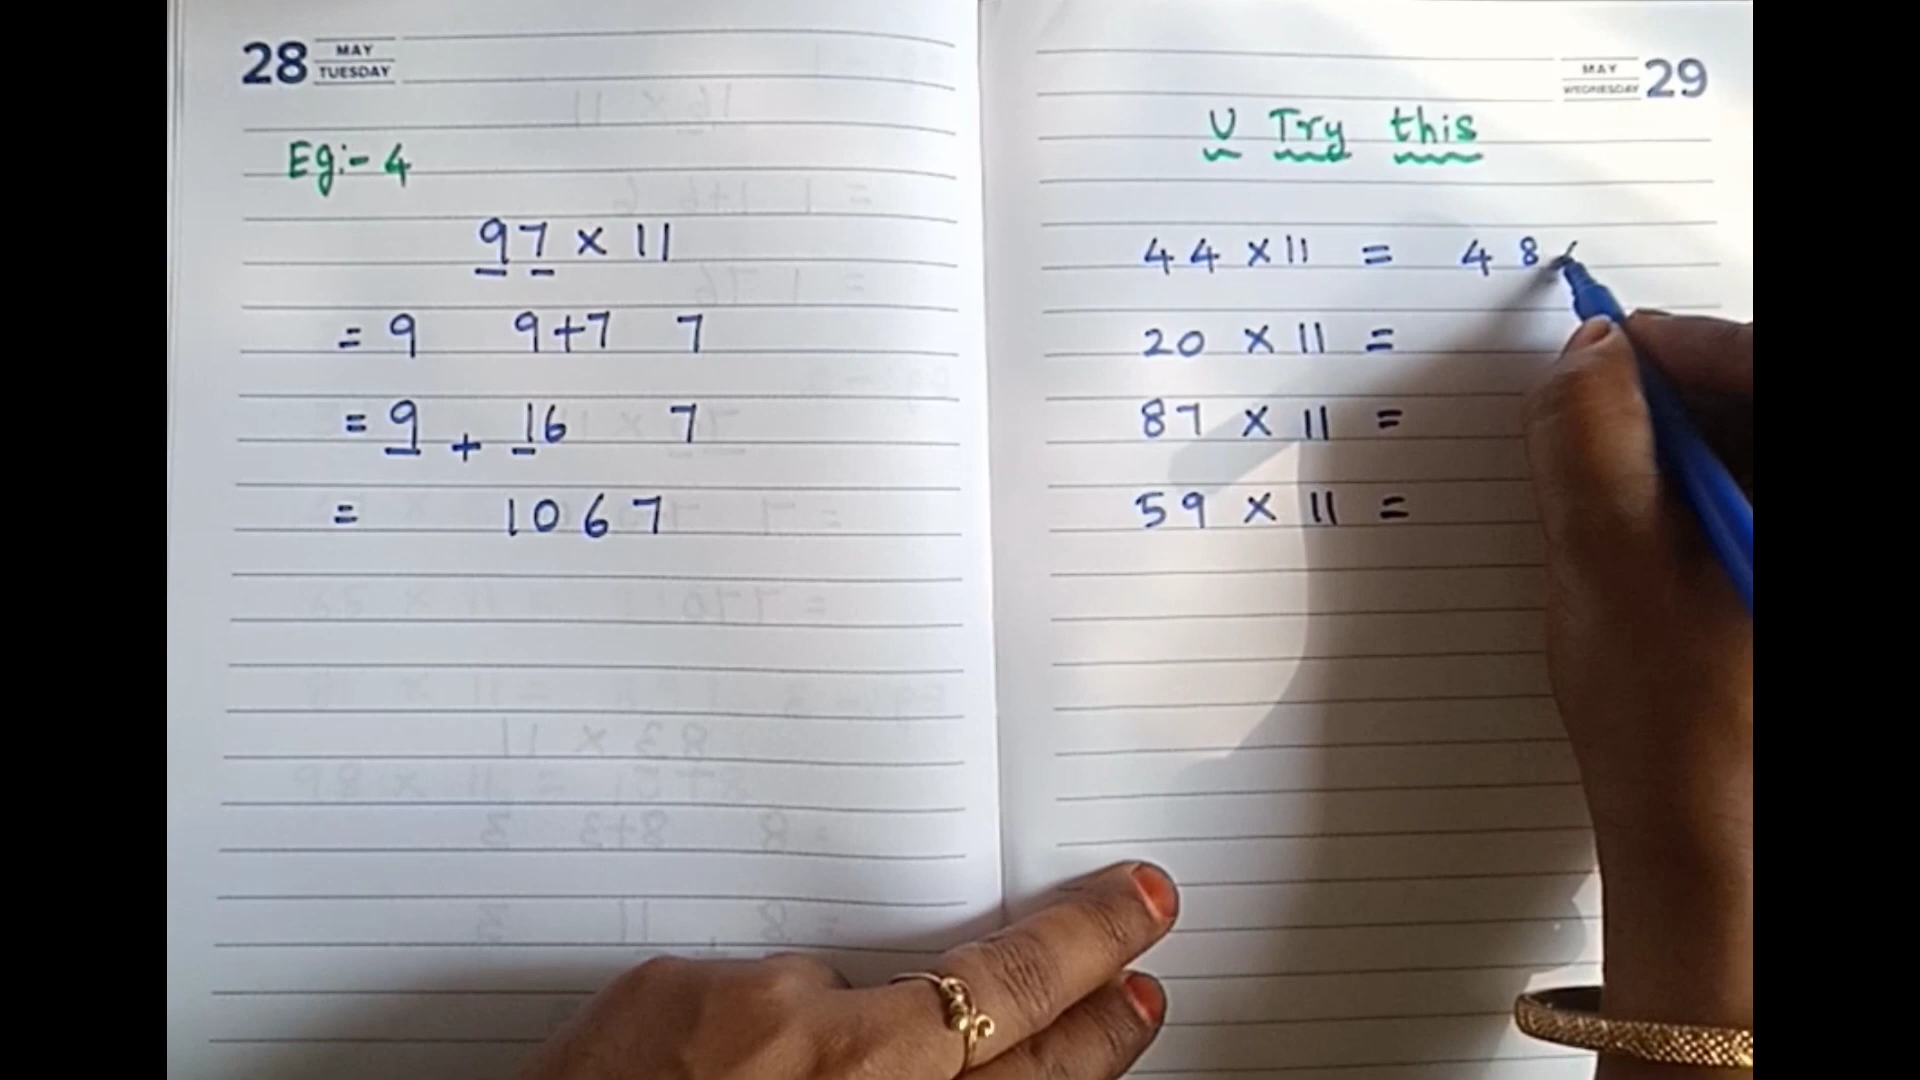 28 MAY
TUESDAY
Eg:- 4
97 × 11
= 9 9+7 7
= 9 + 16 7
= 1067
MAY 29
WEDNESDAY
U Try this
44 × 11 = 48
20 × 11 =
87 × 11 =
59 × 11 =